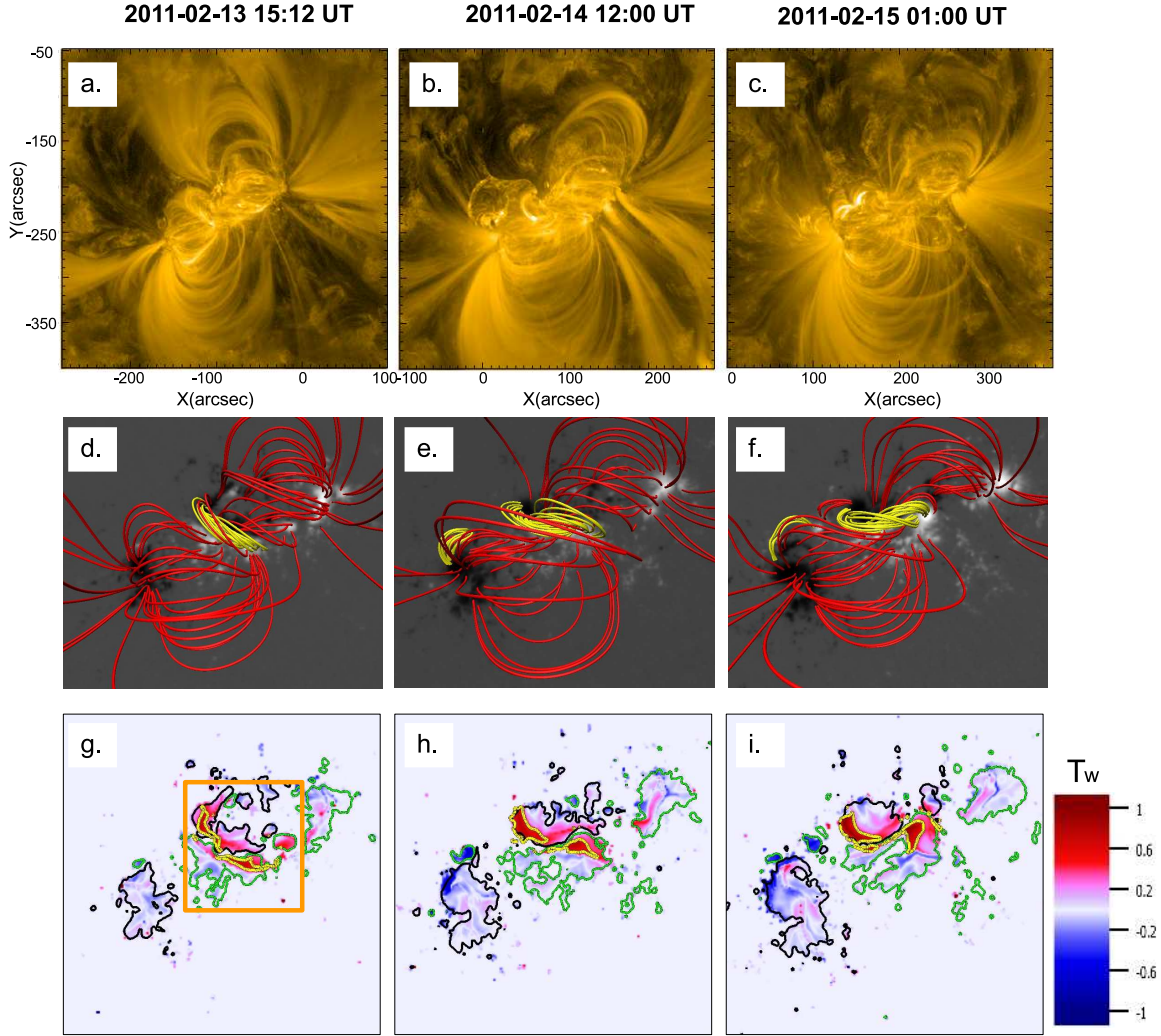 2011-02-13 15:12 UT 2011-02-14 12:00 UT 2011-02-15 01:00 UT
-50
a. b. c.
-150
Y(arcsec)
-250
-350
-200 -100 0 100 -100 0 100 200 0 100 200 300
X(arcsec) X(arcsec) X(arcsec)
d. e. f.
g. h. i.
Tw
1
0.6
0.2
-0.2
-0.6
-1